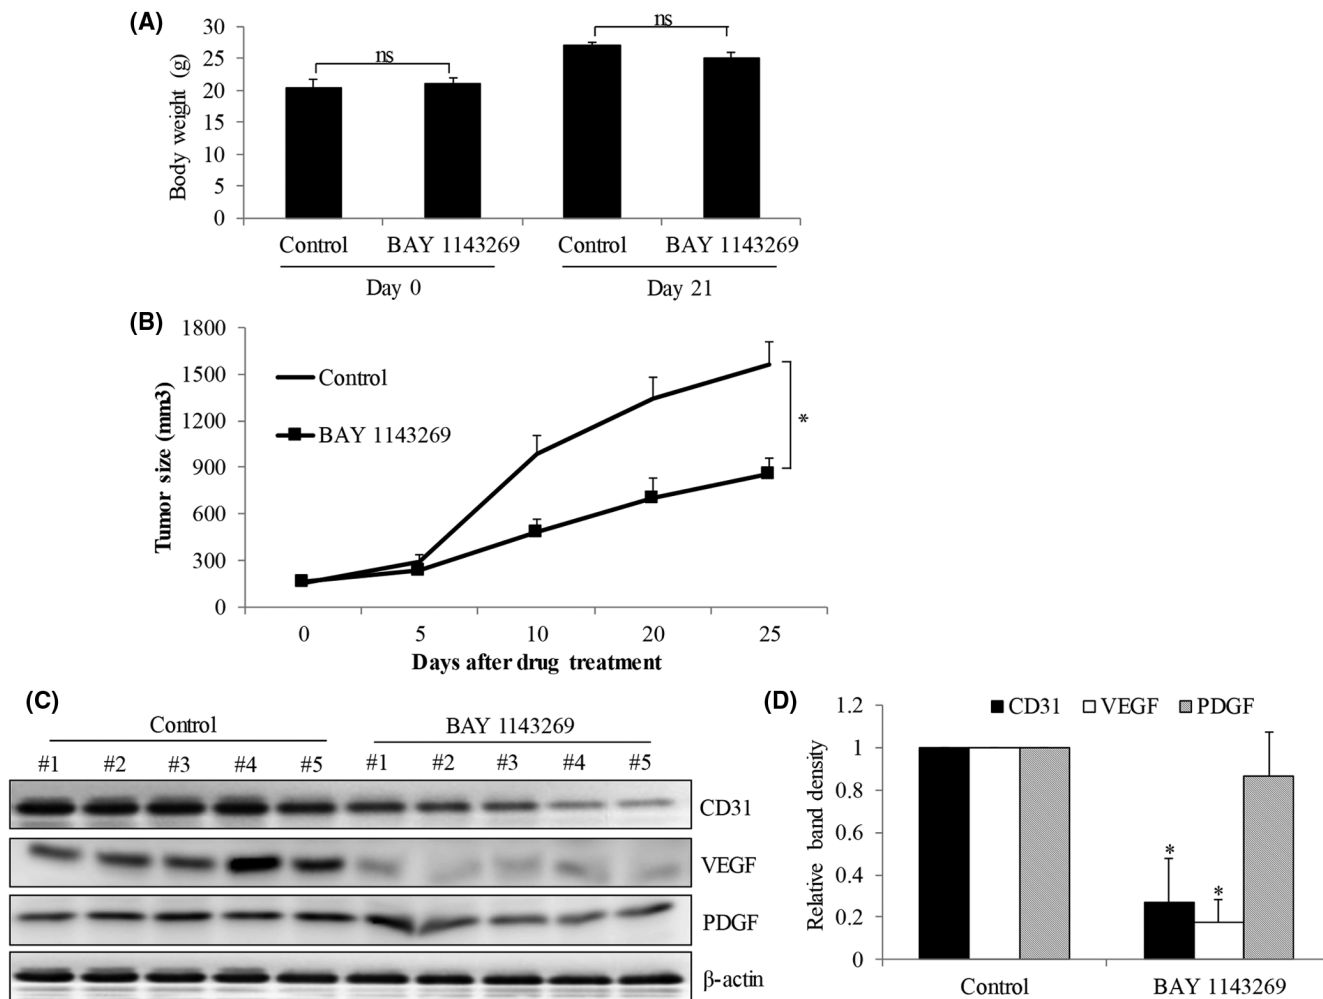 (A)
Body weight (g)
30
25
20
15
10
5
0
ns
ns
Control BAY 1143269 Control BAY 1143269
Day 0 Day 21
(B)
Tumor size (mm3)
1800
1500
1200
900
600
300
0
Control
BAY 1143269
*
0 5 10 20 25
Days after drug treatment
(C)
Control BAY 1143269
#1 #2 #3 #4 #5 #1 #2 #3 #4 #5
CD31
VEGF
PDGF
β-actin
(D)
CD31 VEGF PDGF
Relative band density
1.2
1
0.8
0.6
0.4
0.2
0
*
*
Control BAY 1143269